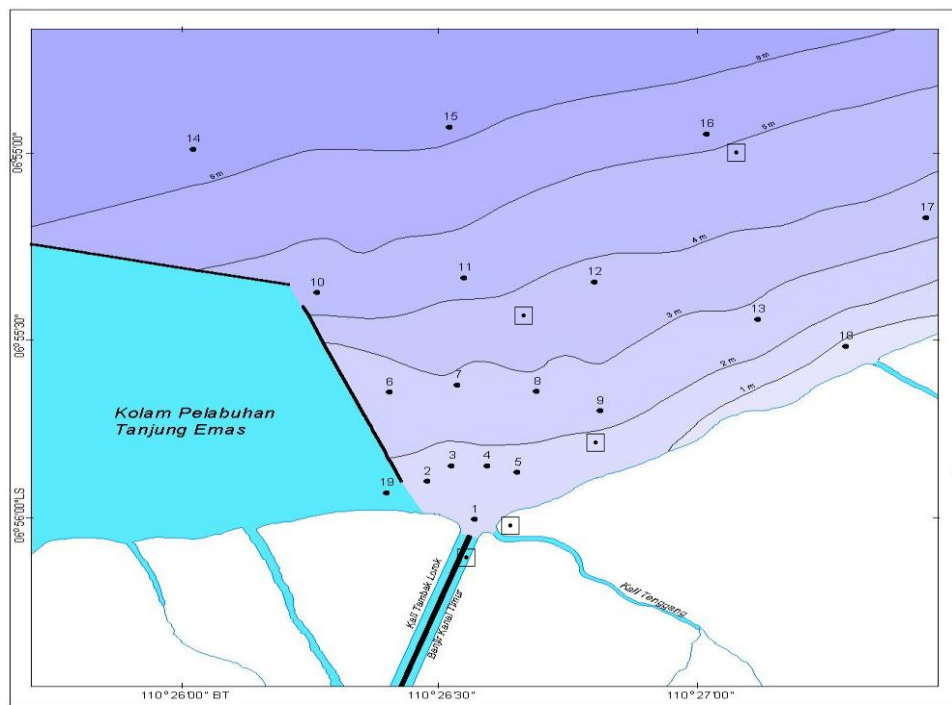 6 m
15
16
5 m
14
06°55'00"
6 m
17
4 m
11
12
10
3 m
13
18
06°55'30"
2 m
7
6
8
1 m
9
Kolam Pelabuhan
Tanjung Emas
3
4
2
5
19
1
06°56'00"LS
Kali Tambak Lorok
Banjir Kanal Timur
Kali Tenggang
110°26'00" BT
110°26'30"
110°27'00"